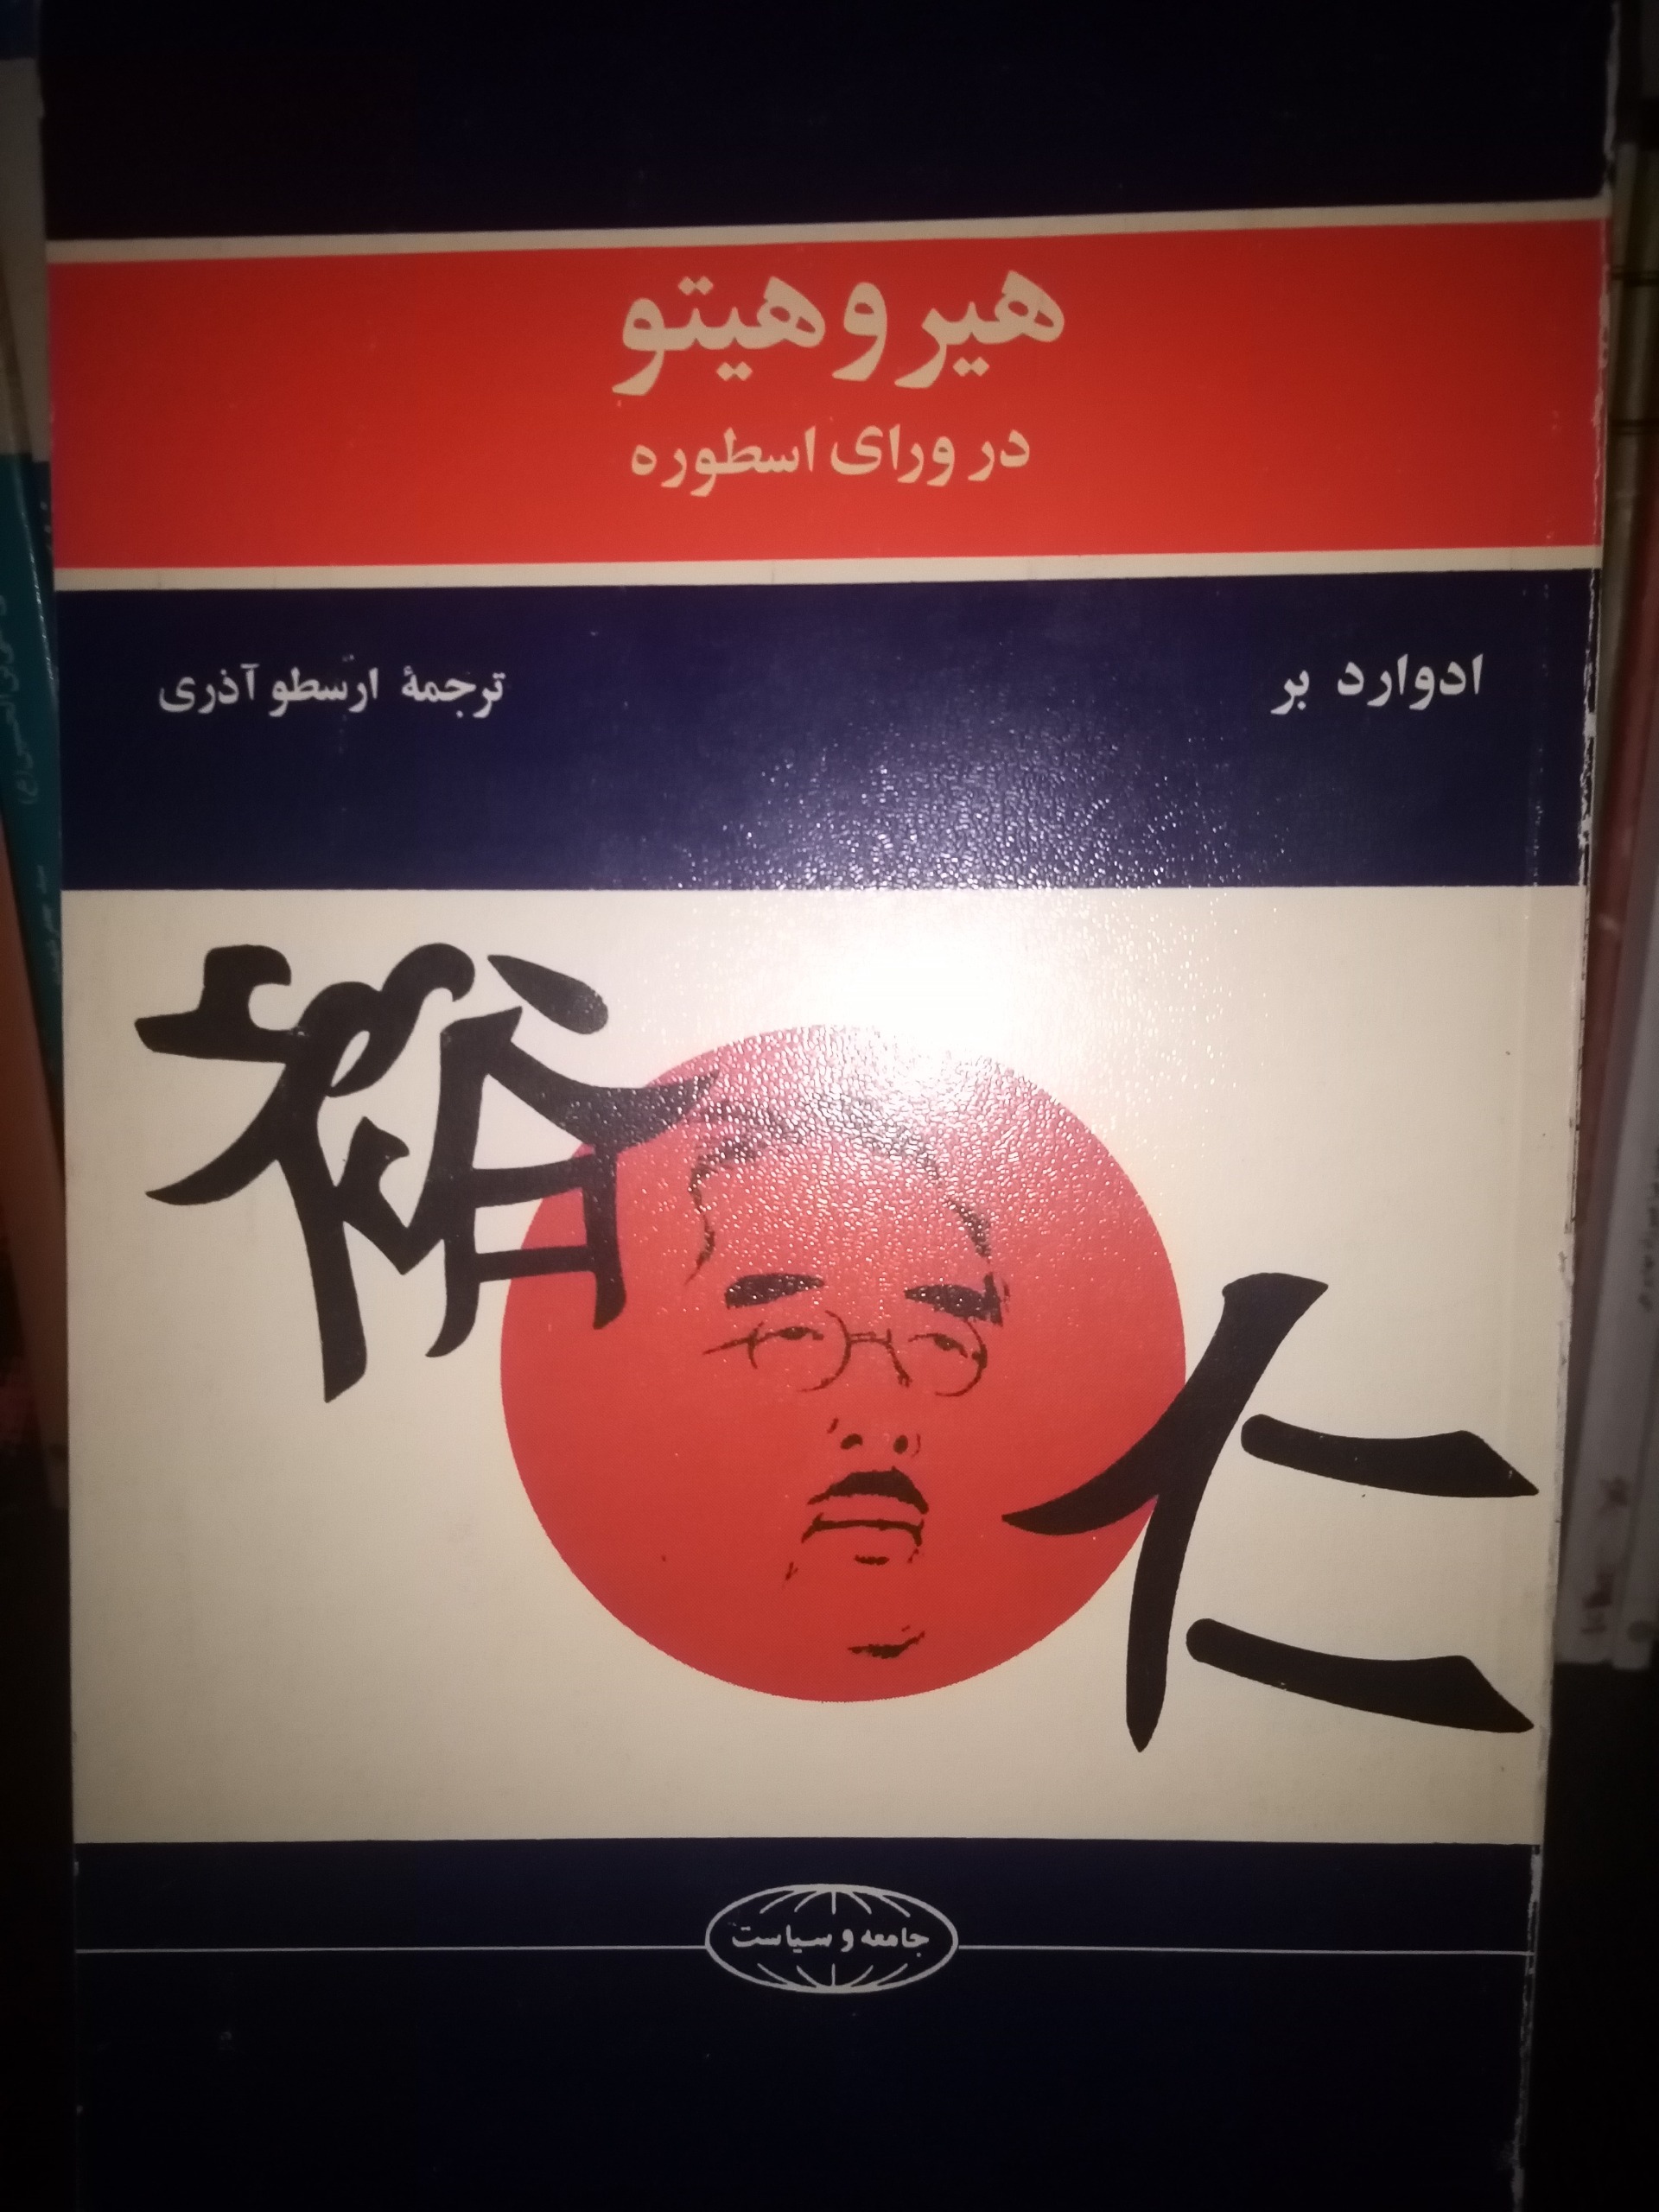 هیروهیتو
در ورای اسطوره
ادوارد بر
ترجمهٔ ارسطو آذری
裕
仁
جامعه و سیاست